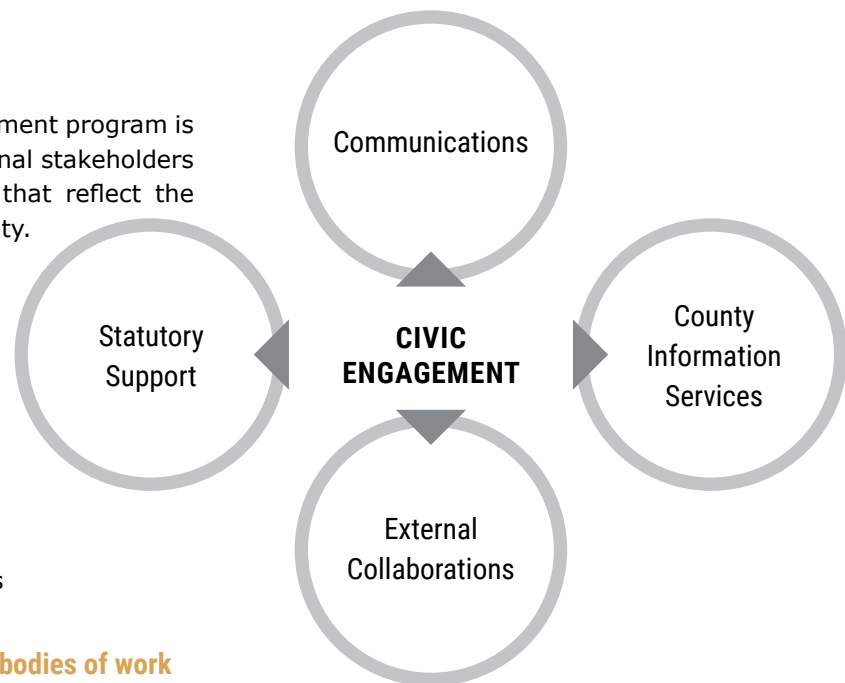 ment program is
nal stakeholders
that reflect the
ty.
Communications
Statutory
Support
CIVIC
ENGAGEMENT
County
Information
Services
External
Collaborations
s
bodies of work